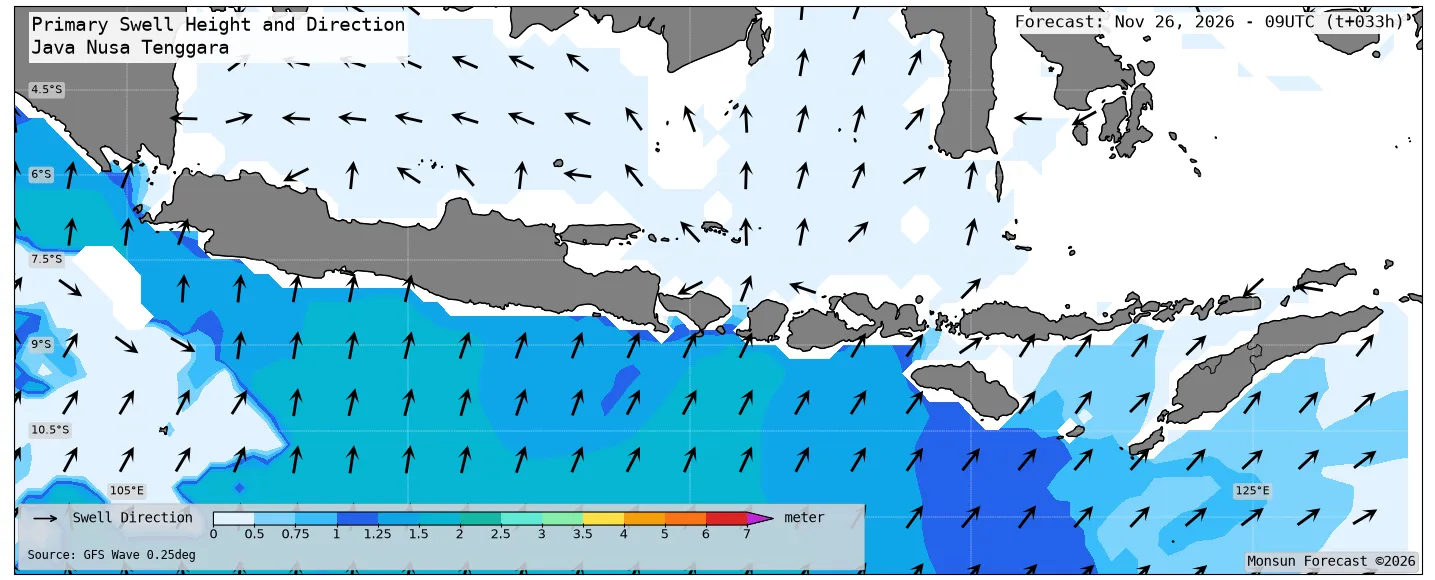 Primary Swell Height and Direction
Java Nusa Tenggara
Forecast: Nov 26, 2026 - 09UTC (t+033h)
4.5°S
6°S
7.5°S
9°S
10.5°S
105°E
125°E
Swell Direction
0 0.5 0.75 1 1.25 1.5 2 2.5 3 3.5 4 5 6 7
meter
Source: GFS Wave 0.25deg
Monsun Forecast ©2026